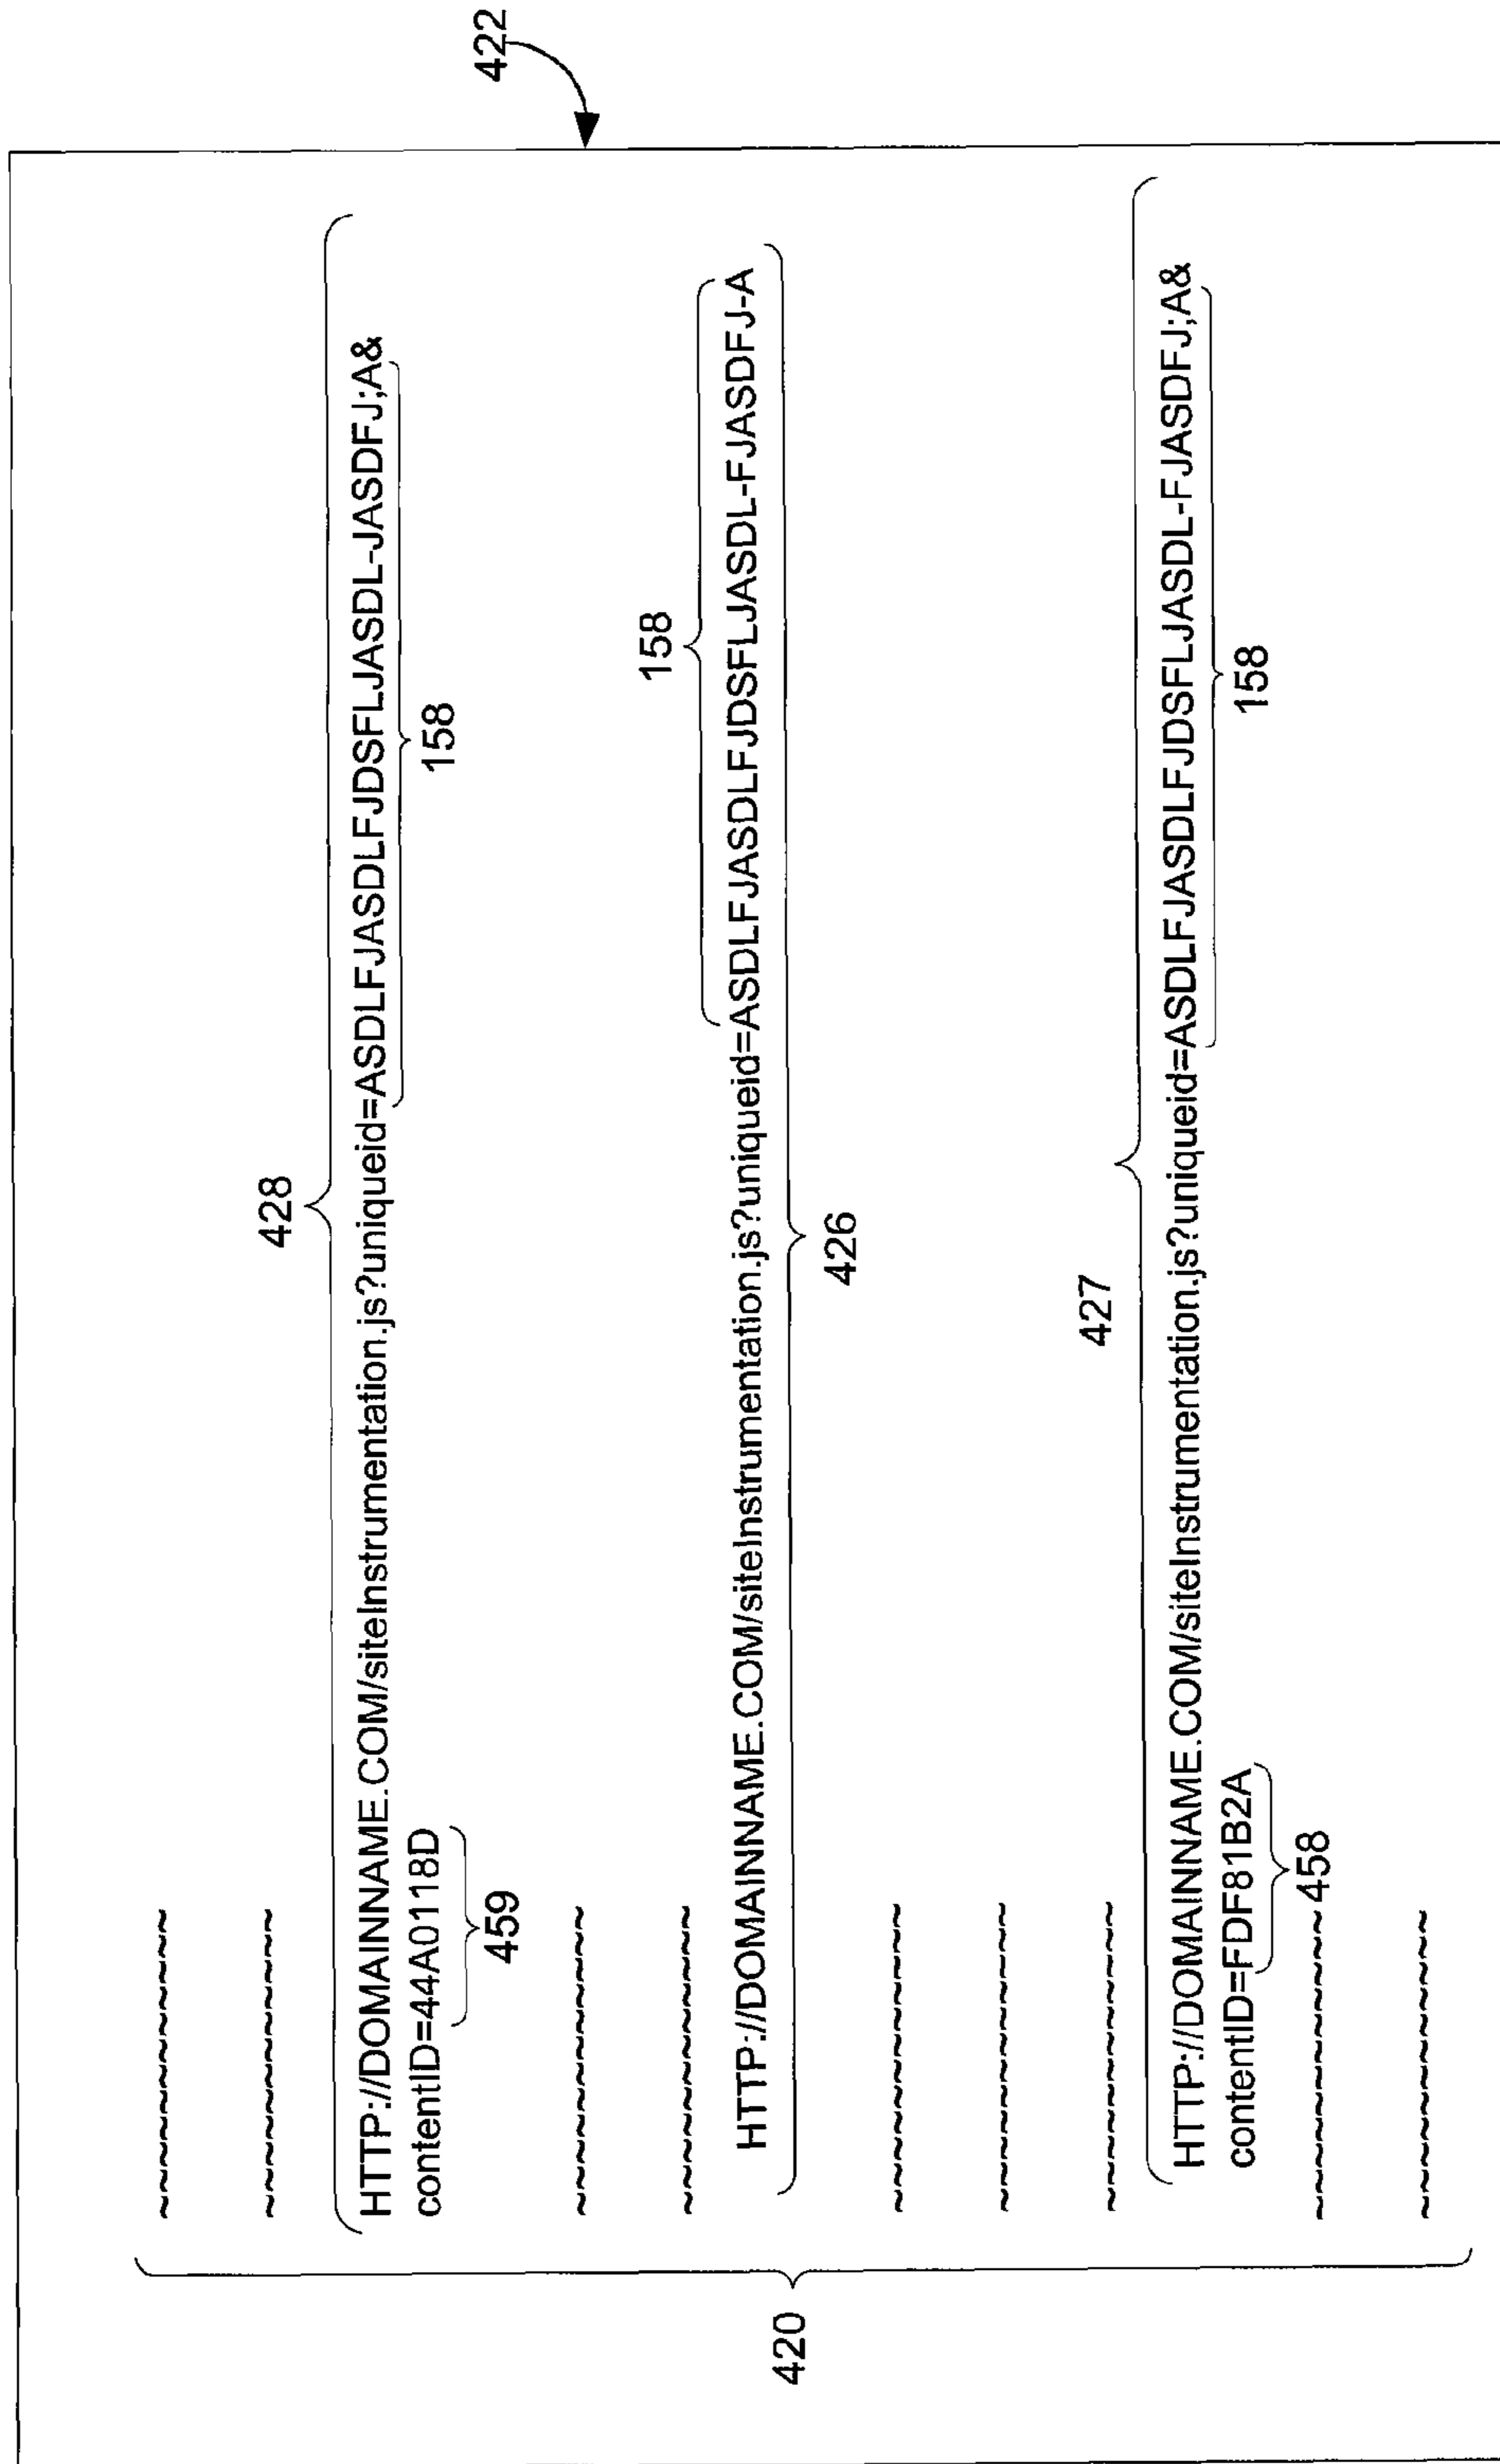 422
428
HTTP://DOMAINNAME.COM/siteInstrumentation.js?uniqueid=ASDLFJASDLFJDSFLJASDL-JASDFJ;A&
contentID=44A0118D
158
459
158
HTTP://DOMAINNAME.COM/siteInstrumentation.js?uniqueid=ASDLFJASDLFJDSFLJASDL-FJASDFJ-A
426
420
427
HTTP://DOMAINNAME.COM/siteInstrumentation.js?uniqueid=ASDLFJASDLFJDSFLJASDL-FJASDFJ;A&
contentID=FDF81B2A
158
458